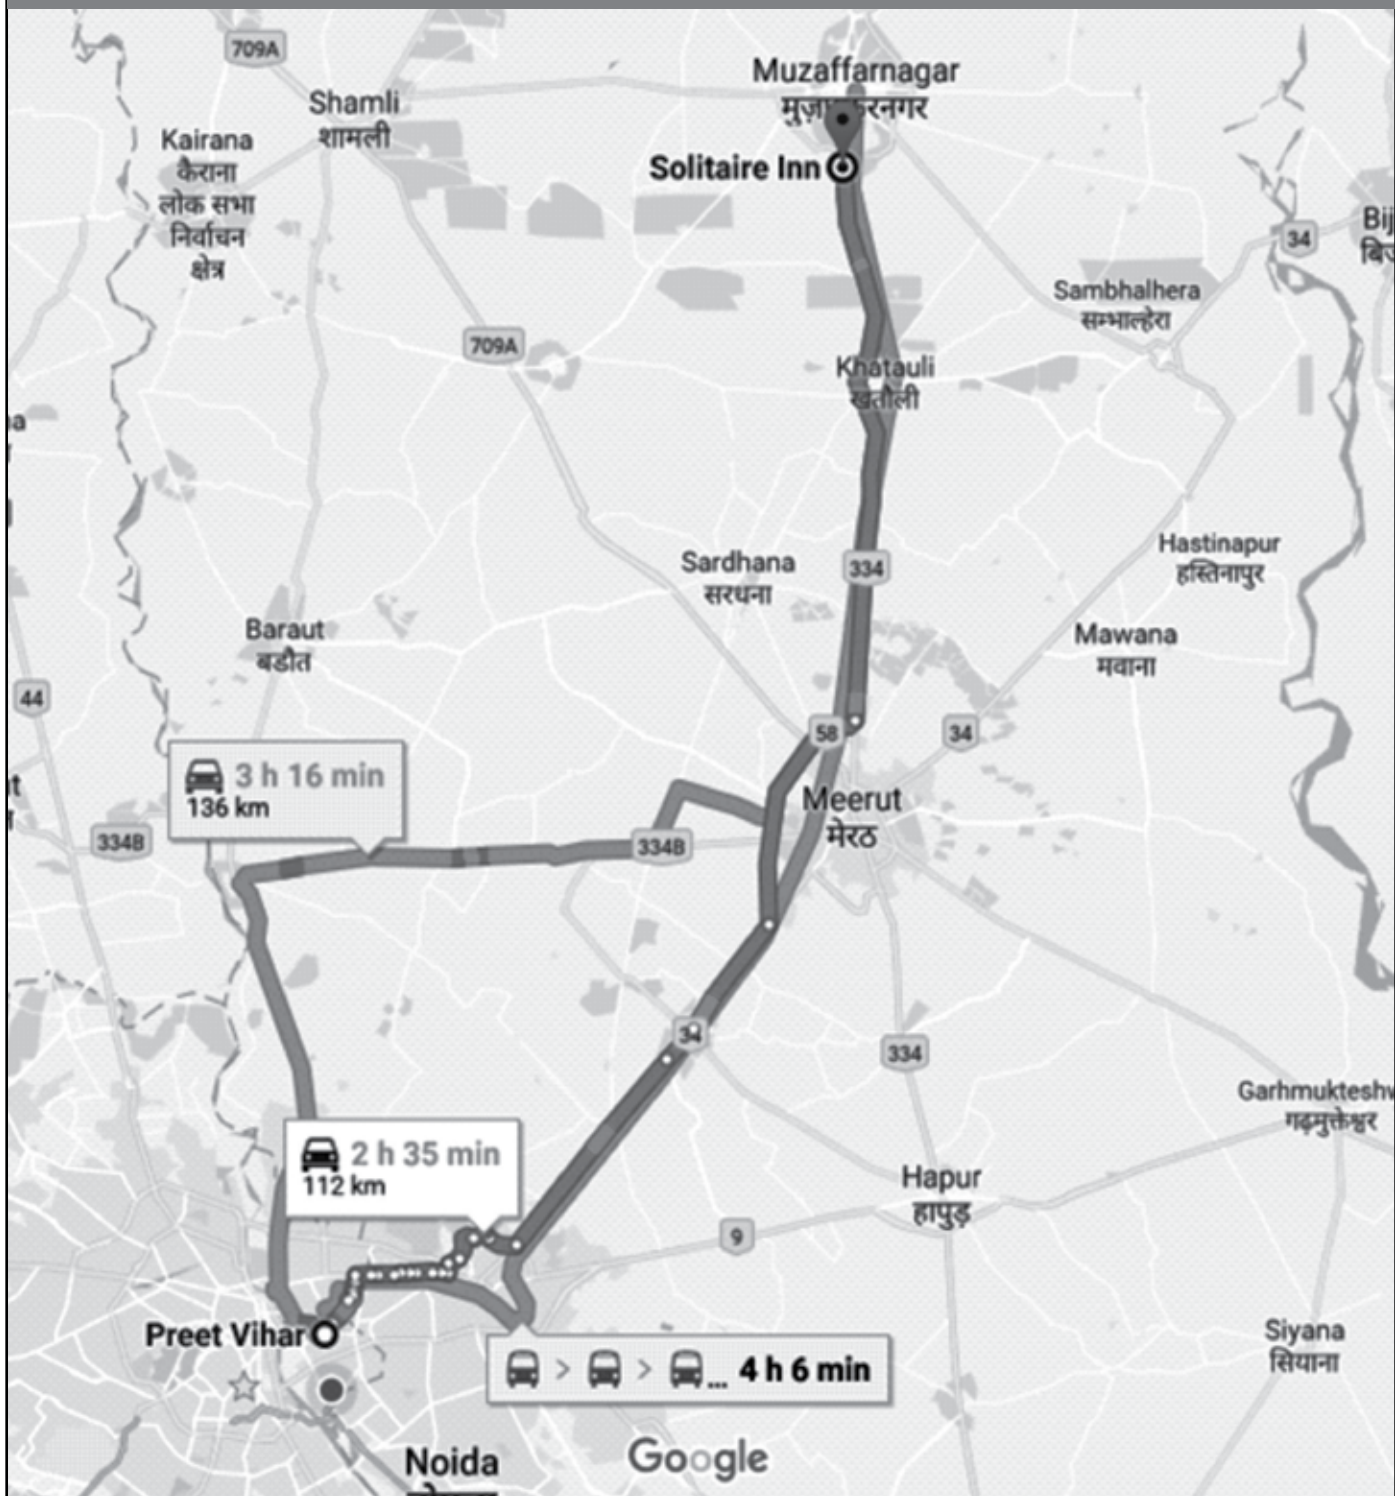 709A
Muzaffarnagar
Shamli
शामली
Kairana
कैराना
लोक सभा
निर्वाचन
क्षेत्र
Solitaire Inn
34
Sambhalhera
सम्भाल्हेरा
709A
Khatauli
खतौली
Hastinapur
हस्तिनापुर
Sardhana
सरधना
334
Baraut
बडौत
Mawana
मवाना
44
58
34
3 h 16 min
136 km
Meerut
मेरठ
334B
334B
34
334
Garhmukteshw
गढ़मुक्तेश्वर
2 h 35 min
112 km
Hapur
हापुड़
9
Preet Vihar
Siyana
सियाना
> > ... 4 h 6 min
Google
Noida